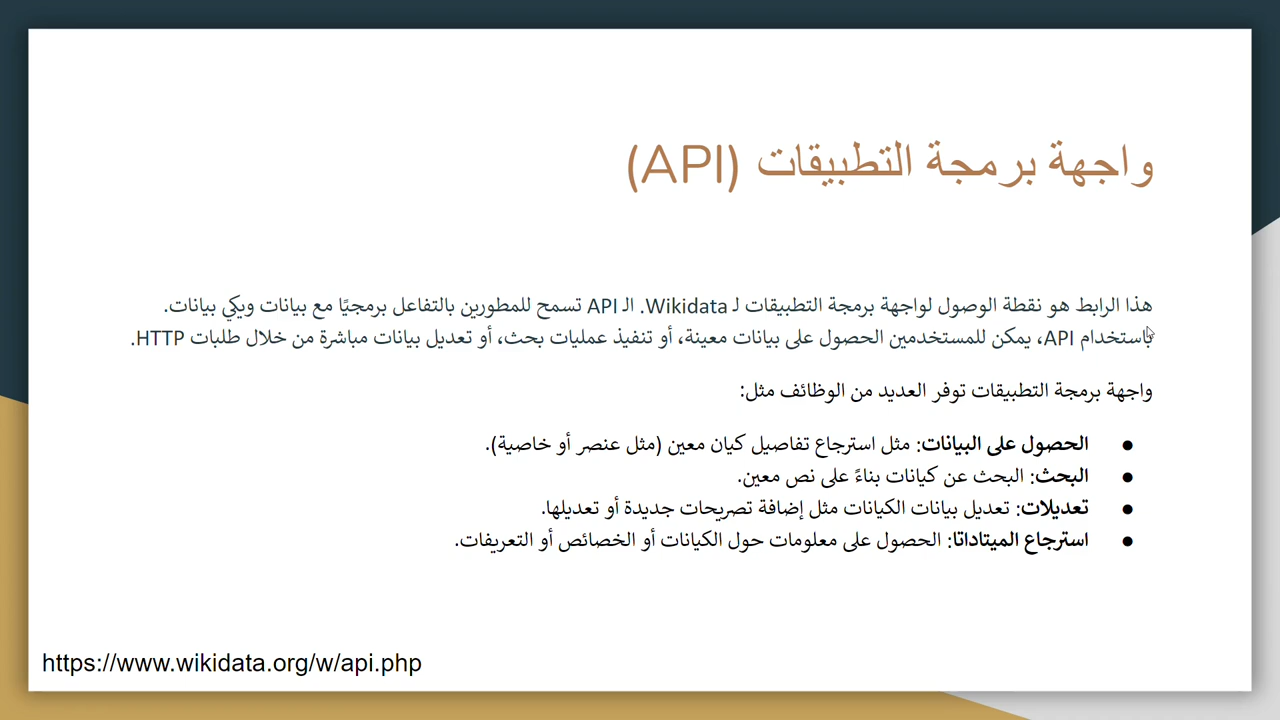 واجهة برمجة التطبيقات (API)
هذا الرابط هو نقطة الوصول لواجهة برمجة التطبيقات لـ Wikidata. الـ API تسمح للمطورين بالتفاعل برمجيًا مع بيانات ويكي بيانات.
باستخدام API، يمكن للمستخدمين الحصول على بيانات معينة، أو تنفيذ عمليات بحث، أو تعديل بيانات مباشرة من خلال طلبات HTTP.
واجهة برمجة التطبيقات توفر العديد من الوظائف مثل:
● الحصول على البيانات: مثل استرجاع تفاصيل كيان معين (مثل عنصر أو خاصية).
● البحث: البحث عن كيانات بناءً على نص معين.
● تعديلات: تعديل بيانات الكيانات مثل إضافة تصريحات جديدة أو تعديلها.
● استرجاع الميتاداتا: الحصول على معلومات حول الكيانات أو الخصائص أو التعريفات.
https://www.wikidata.org/w/api.php